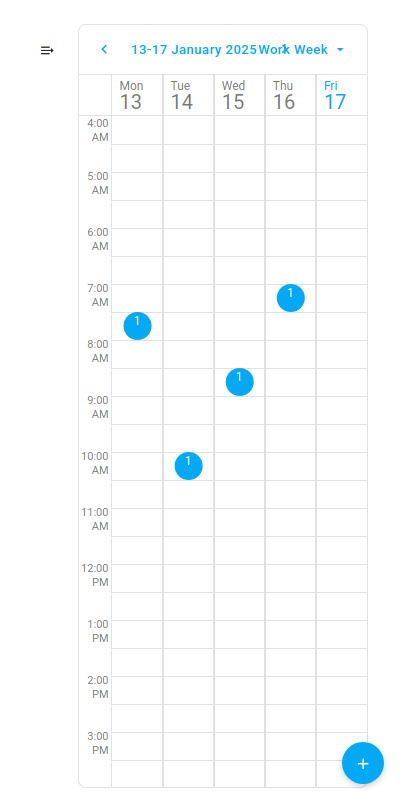 13-17 January 2025 Work Week
Mon Tue Wed Thu Fri
13 14 15 16 17
4:00
AM
5:00
AM
6:00
AM
7:00
AM
1
1
8:00
AM
1
9:00
AM
10:00
AM
1
11:00
AM
12:00
PM
1:00
PM
2:00
PM
3:00
PM
+